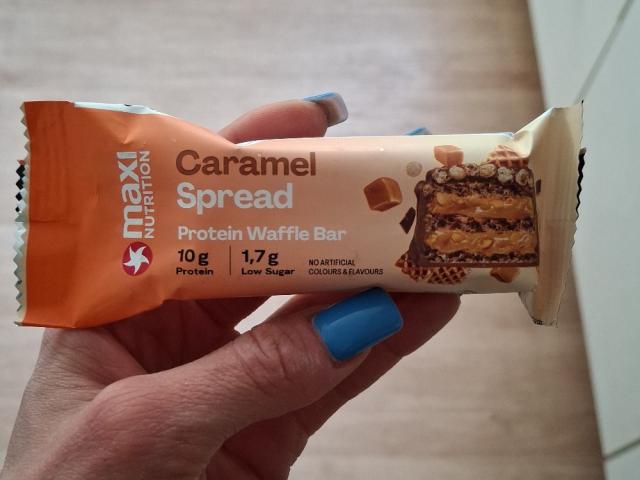 maxi
NUTRITION
Caramel
Spread
Protein Waffle Bar
10 g
Protein
1,7 g
Low Sugar
NO ARTIFICIAL
COLOURS & FLAVOURS